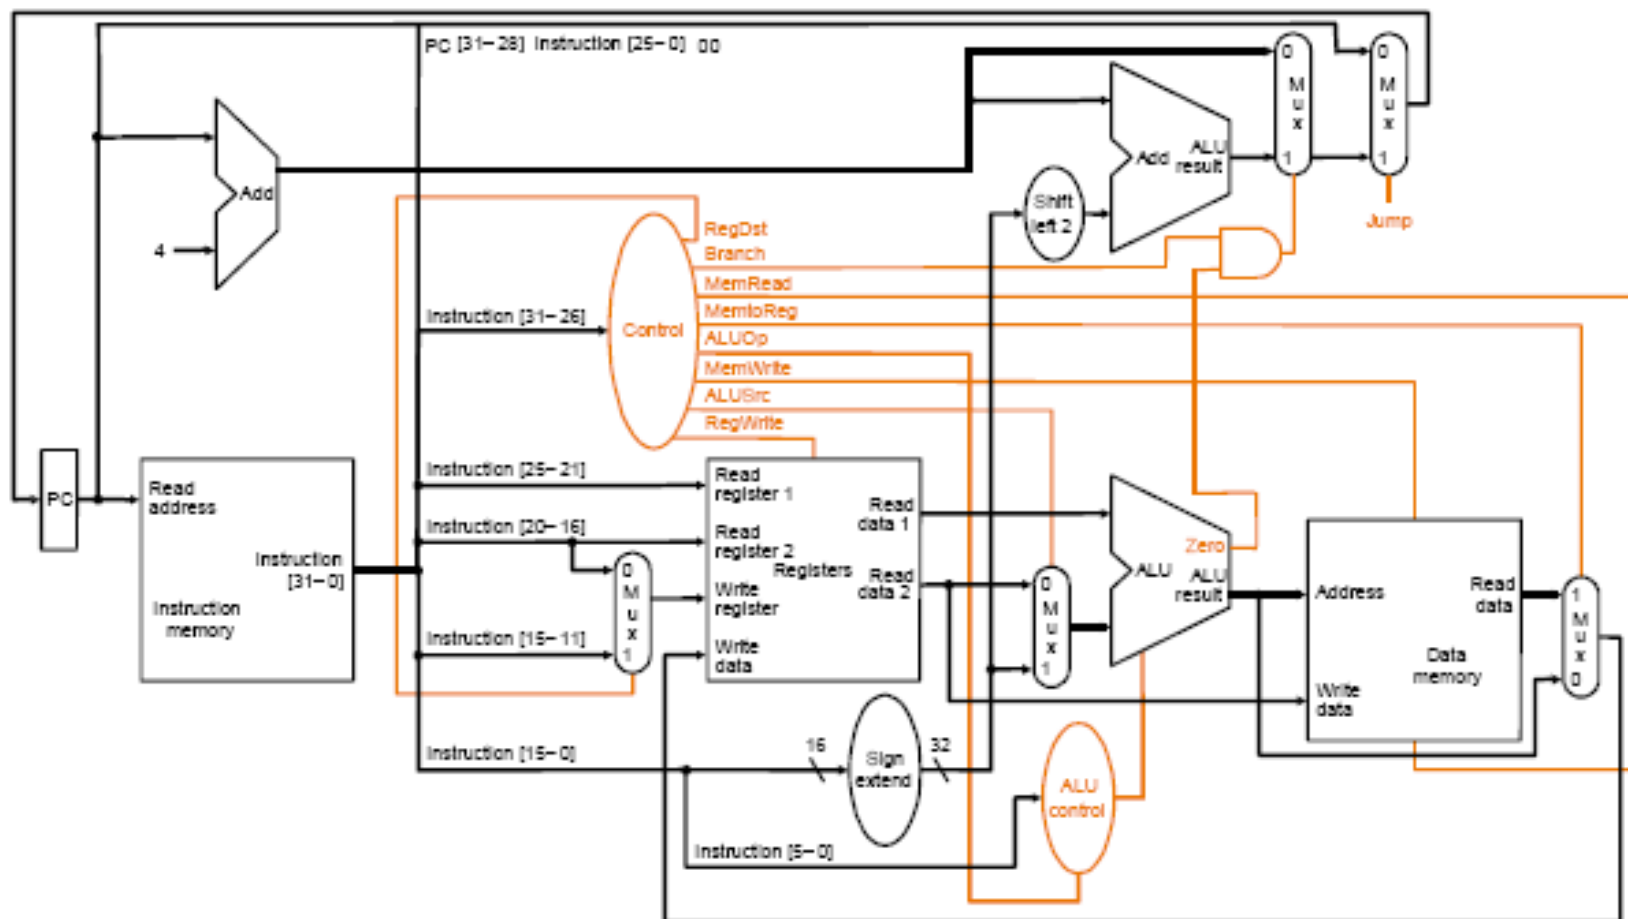 PC [31-28] Instruction [25-0] 00
0
M
u
x
1
0
M
u
x
1
Add
ALU
result
Add
4
Shift
left 2
Jump
RegDst
Branch
MemRead
MemtoReg
ALUOp
MemWrite
ALUSrc
RegWrite
Control
Instruction [31-26]
PC
Read
address
Instruction
[31-0]
Instruction
memory
Instruction [25-21]
Instruction [20-16]
Instruction [15-11]
0
M
u
x
1
Read
register 1
Read
register 2
Registers
Write
register
Write
data
Read
data 1
Read
data 2
0
M
u
x
1
Zero
ALU
ALU
result
Address
Read
data
Data
memory
Write
data
1
M
u
x
0
Instruction [15-0]
16
Sign
extend
32
ALU
control
Instruction [5-0]